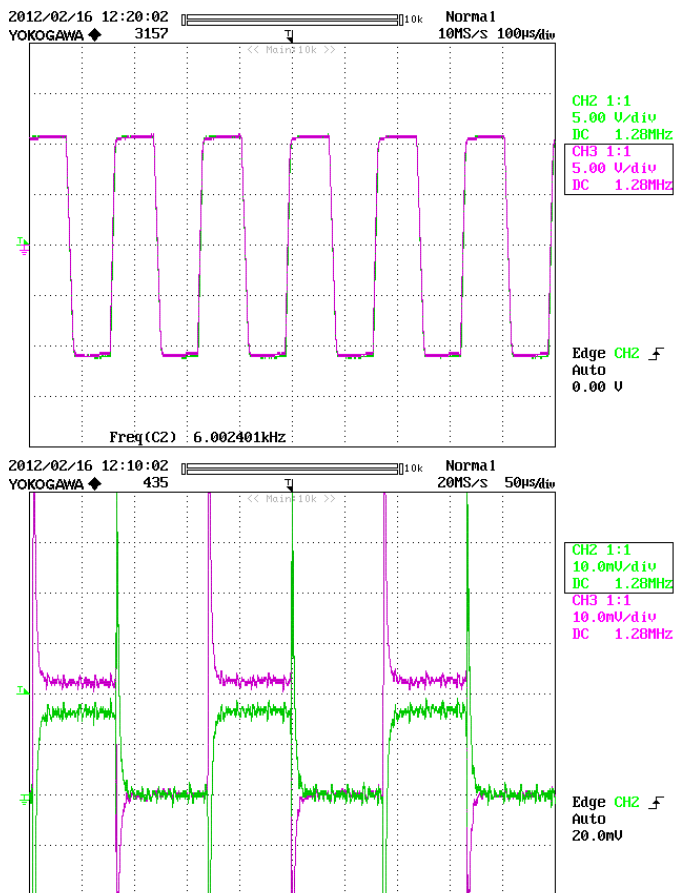 2012/02/16 12:20:02 10k Normal
YOKOGAWA ◆ 3157 T 10MS/s 100µs/div
<< Main:10k >>
CH2 1:1
5.00 V/div
DC 1.28MHz
CH3 1:1
5.00 V/div
DC 1.28MHz
T
Edge CH2
Auto
0.00 V
Freq(C2) 6.002401kHz
2012/02/16 12:10:02 10k Normal
YOKOGAWA ◆ 435 T 20MS/s 50µs/div
<< Main:10k >>
CH2 1:1
10.0mV/div
DC 1.28MHz
CH3 1:1
10.0mV/div
DC 1.28MHz
T
Edge CH2
Auto
20.0mV